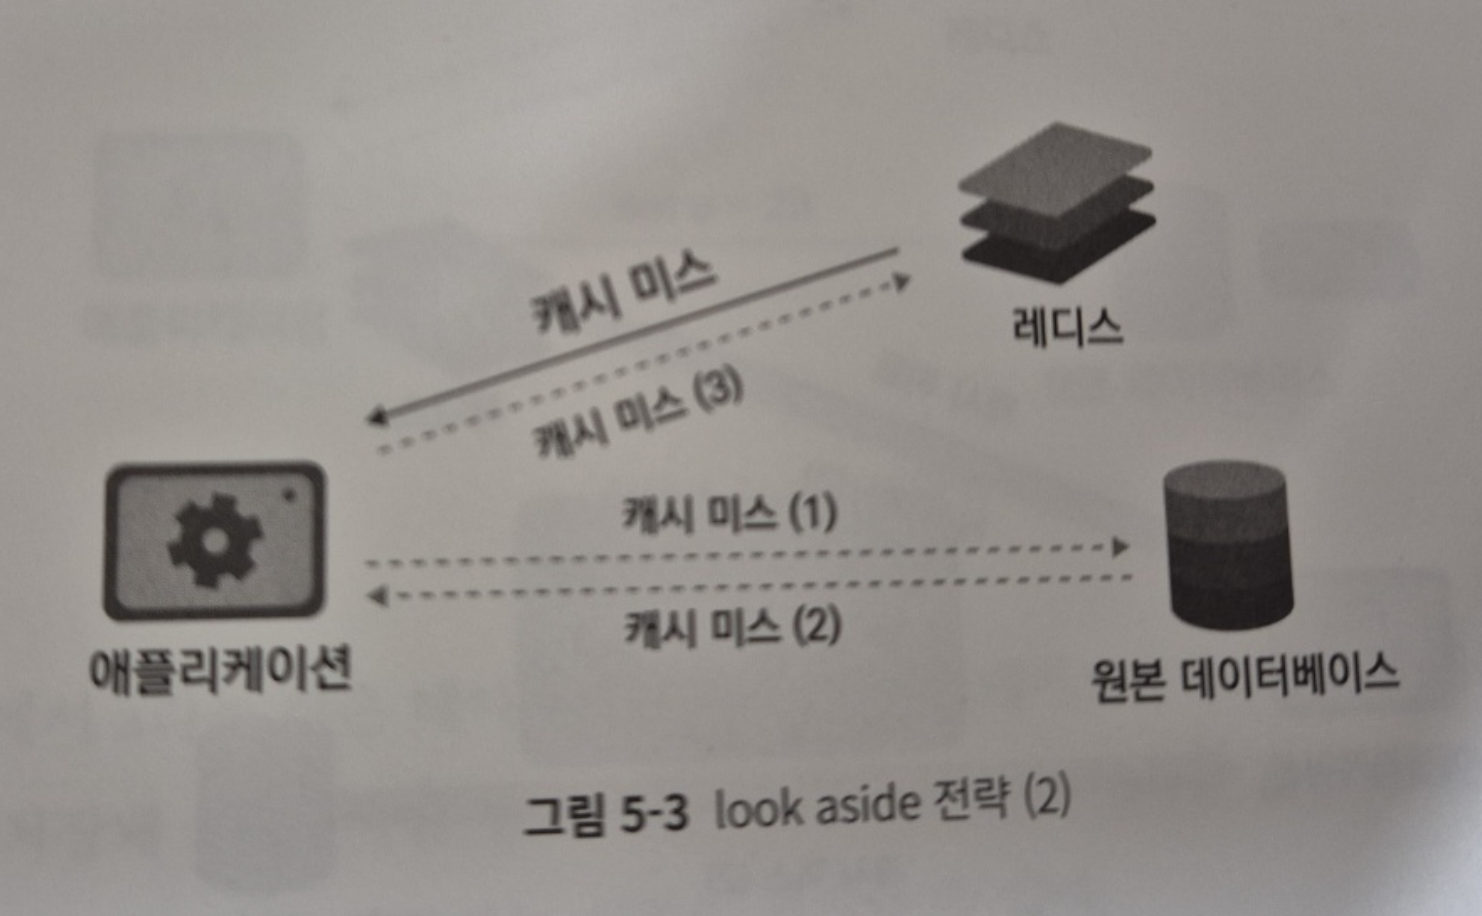 캐시 미스
레디스
캐시 미스 (3)
캐시 미스 (1)
캐시 미스 (2)
애플리케이션
원본 데이터베이스
그림 5-3 look aside 전략 (2)